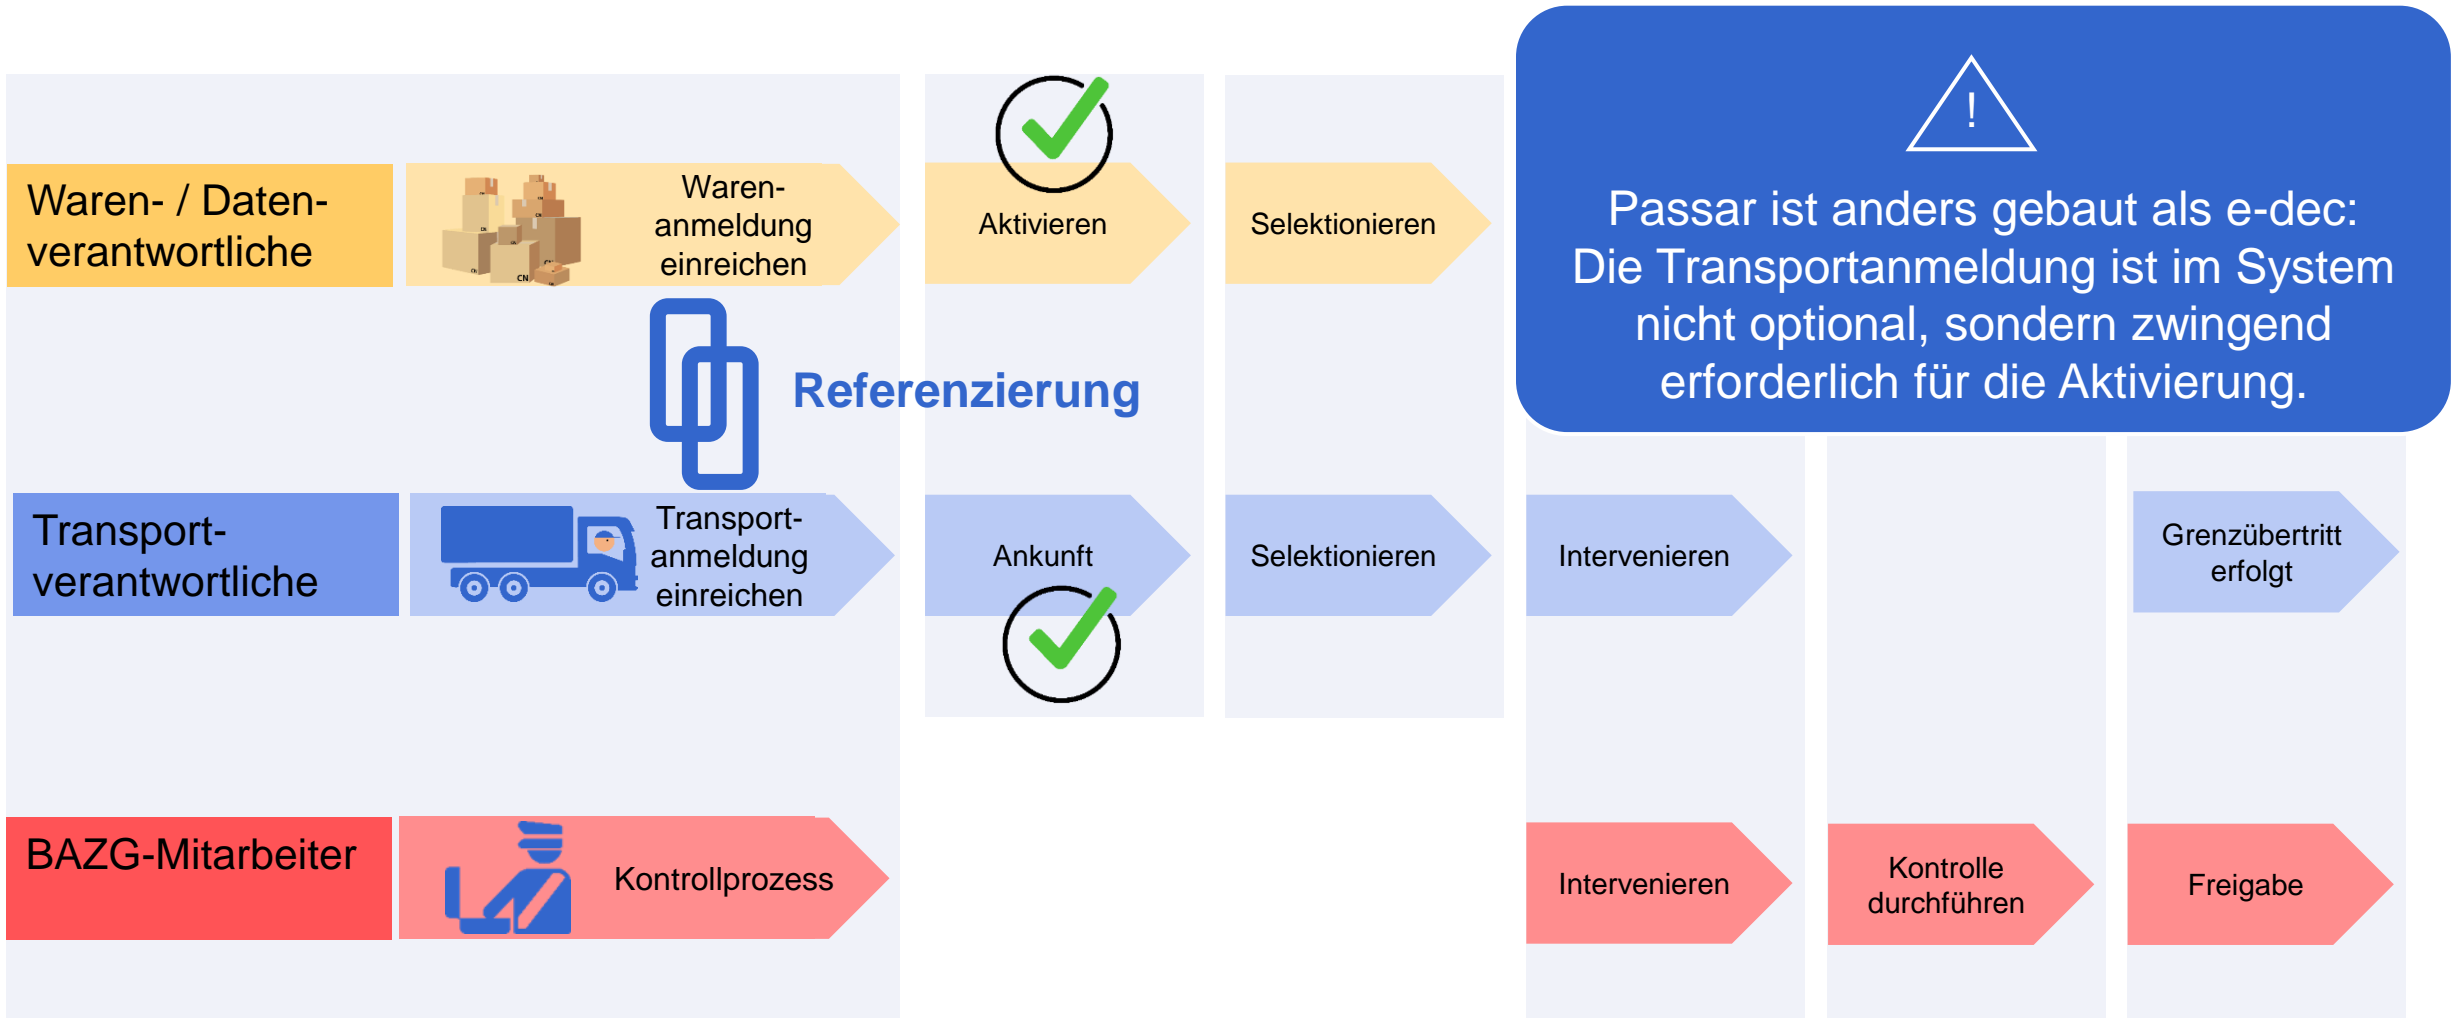 !
Passar ist anders gebaut als e-dec:
Die Transportanmeldung ist im System
nicht optional, sondern zwingend
erforderlich für die Aktivierung.
Waren- / Daten-
verantwortliche
Waren-
anmeldung
einreichen
Aktivieren
Selektionieren
Referenzierung
Transport-
verantwortliche
Transport-
anmeldung
einreichen
Ankunft
Selektionieren
Intervenieren
Grenzübertritt
erfolgt
BAZG-Mitarbeiter
Kontrollprozess
Intervenieren
Kontrolle
durchführen
Freigabe
CN